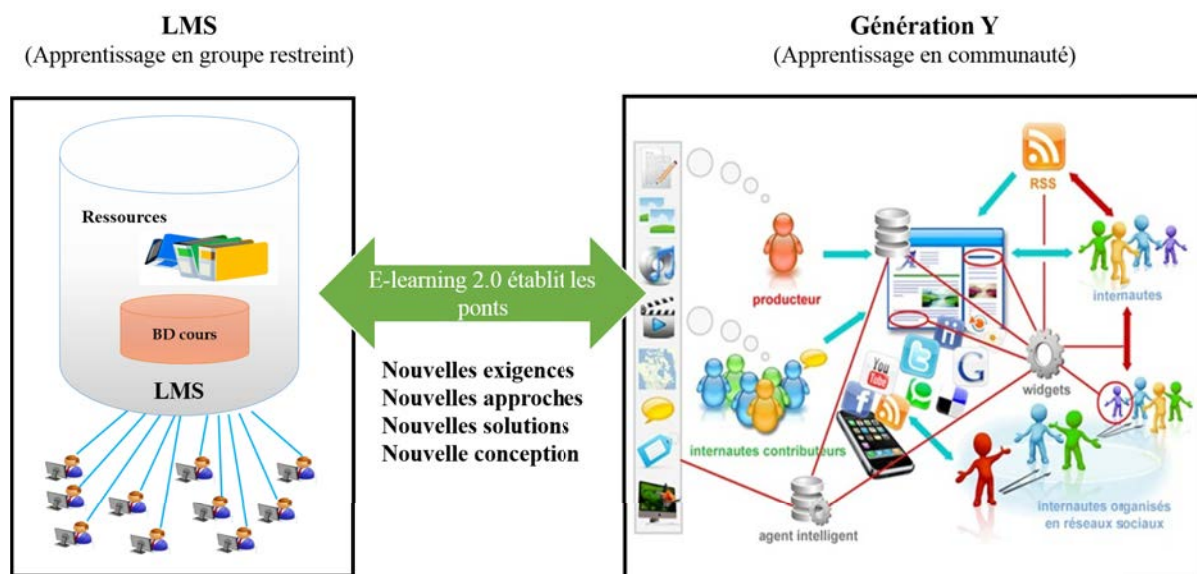 LMS
(Apprentissage en groupe restreint)
Ressources
BD cours
LMS
E-learning 2.0 établit les
ponts
Nouvelles exigences
Nouvelles approches
Nouvelles solutions
Nouvelle conception
Génération Y
(Apprentissage en communauté)
RSS
producteur
internautes
You
Tube
widgets
internautes contributeurs
agent intelligent
internautes organisés
en réseaux sociaux